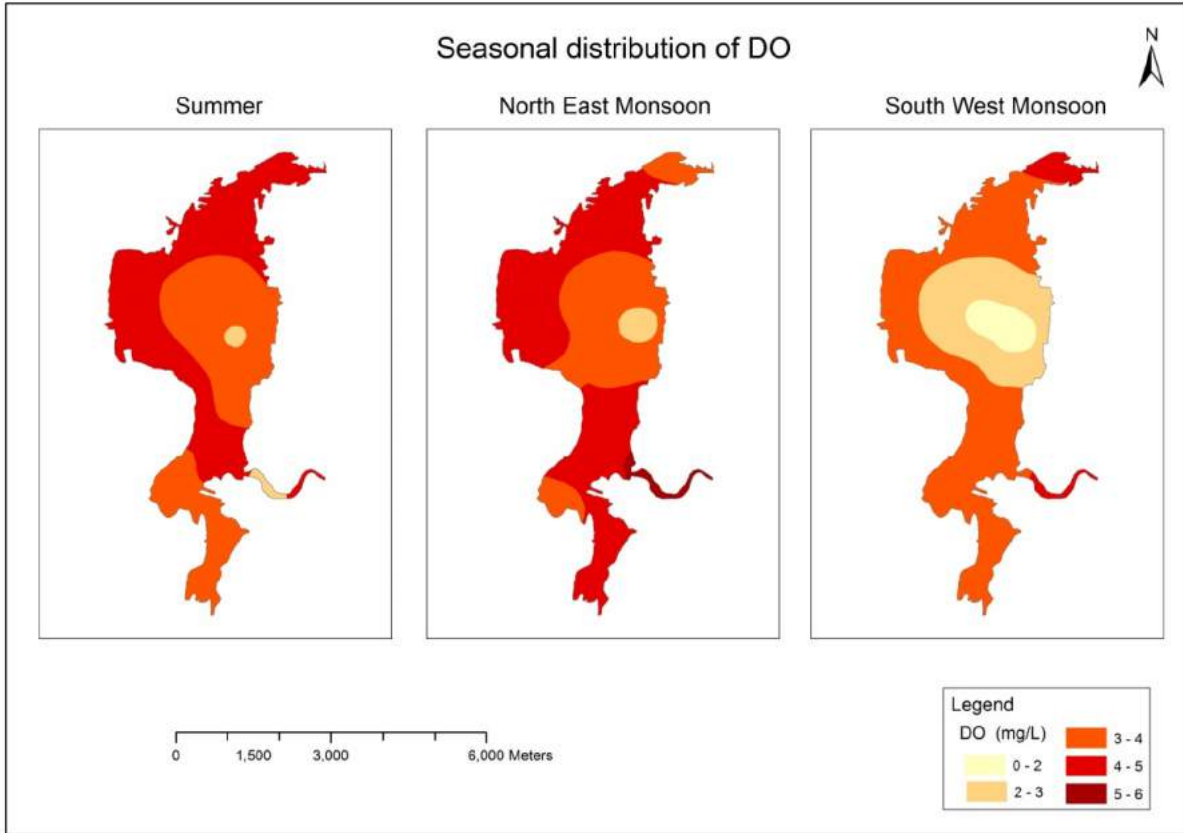 Seasonal distribution of DO
N
Summer
North East Monsoon
South West Monsoon
0 1,500 3,000 6,000 Meters
Legend
DO (mg/L)
0 - 2
2 - 3
3 - 4
4 - 5
5 - 6